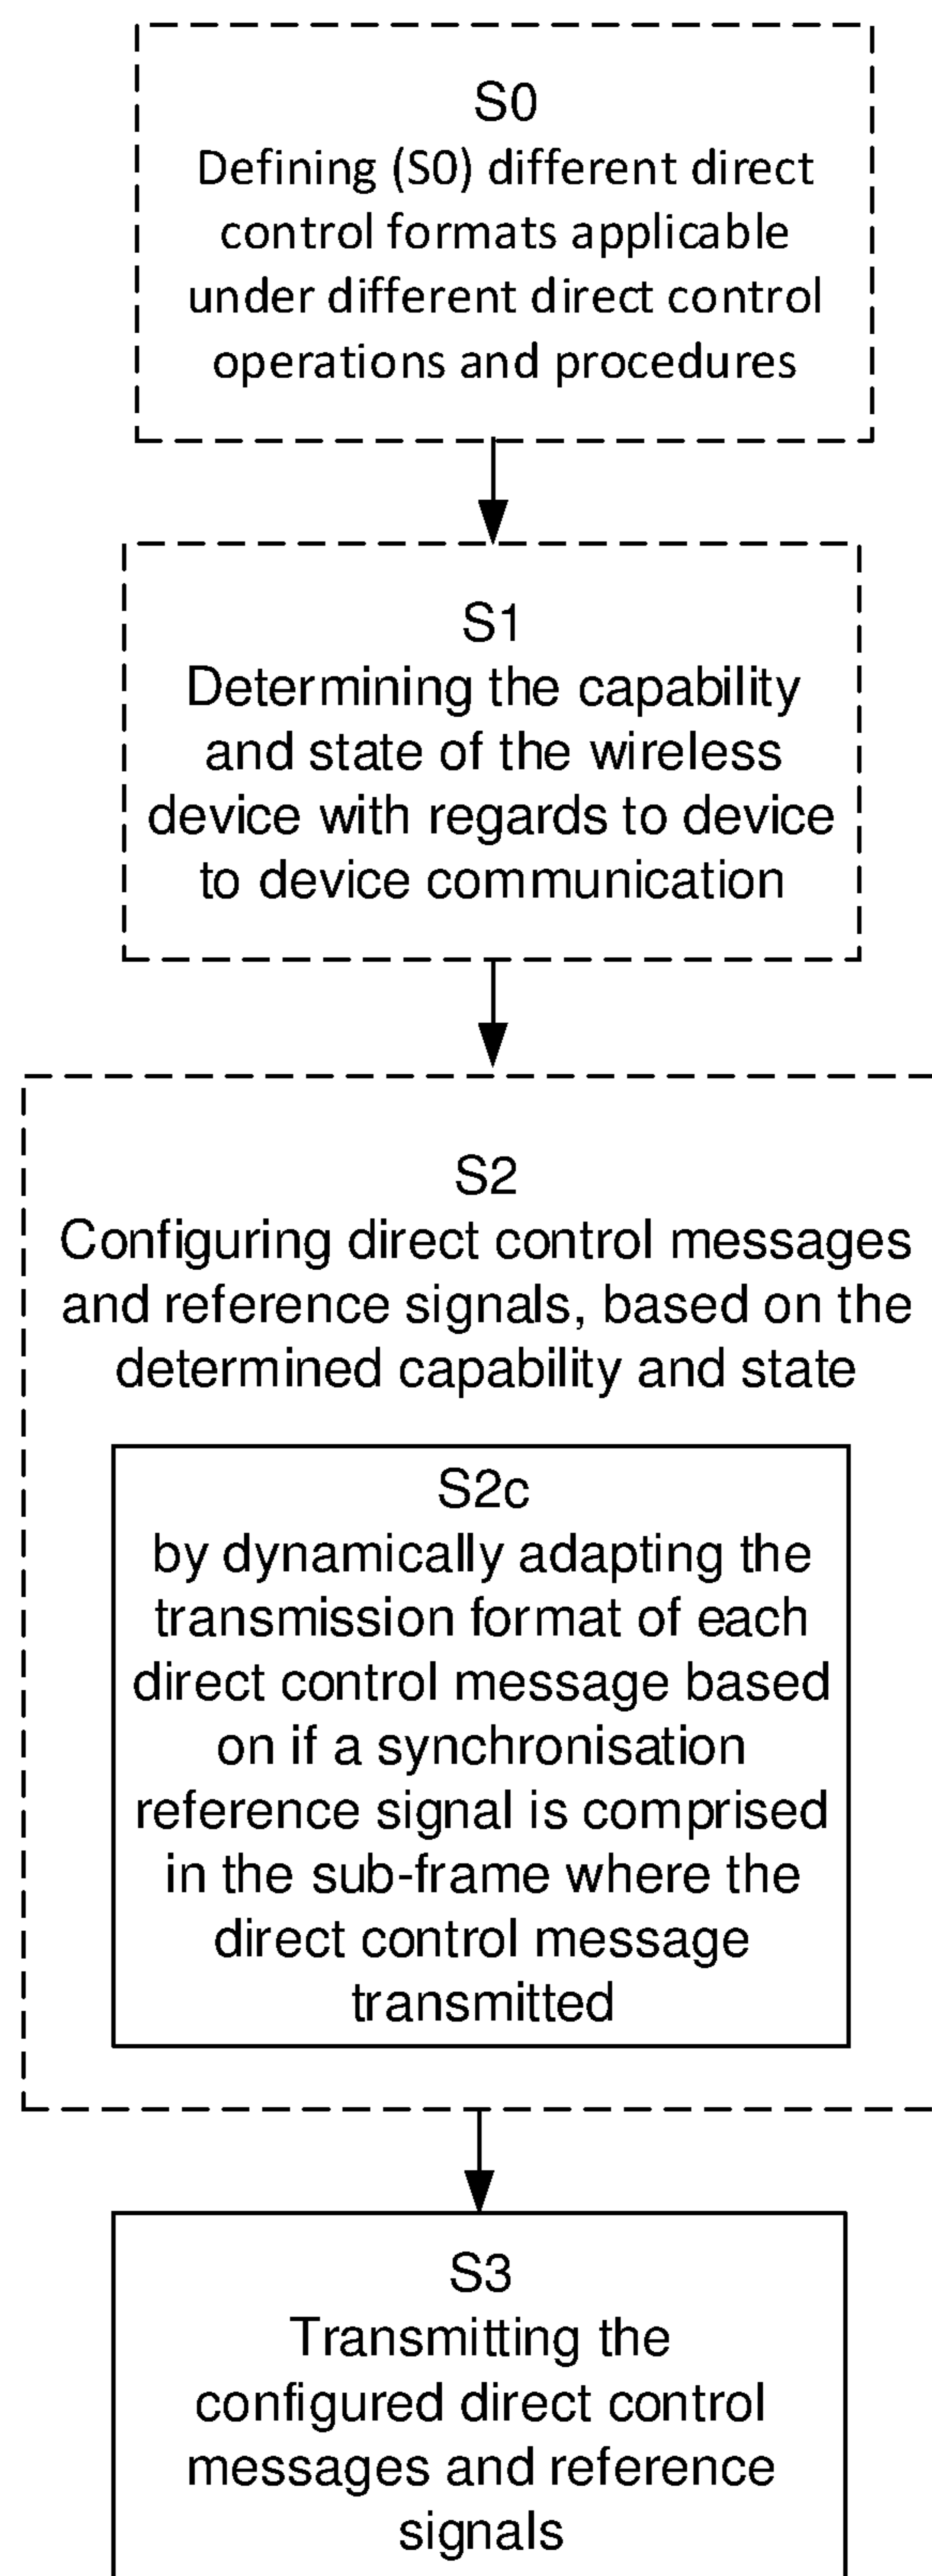 S0
Defining (S0) different direct
control formats applicable
under different direct control
operations and procedures
S1
Determining the capability
and state of the wireless
device with regards to device
to device communication
S2
Configuring direct control messages
and reference signals, based on the
determined capability and state
S2c
by dynamically adapting the
transmission format of each
direct control message based
on if a synchronisation
reference signal is comprised
in the sub-frame where the
direct control message
transmitted
S3
Transmitting the
configured direct control
messages and reference
signals